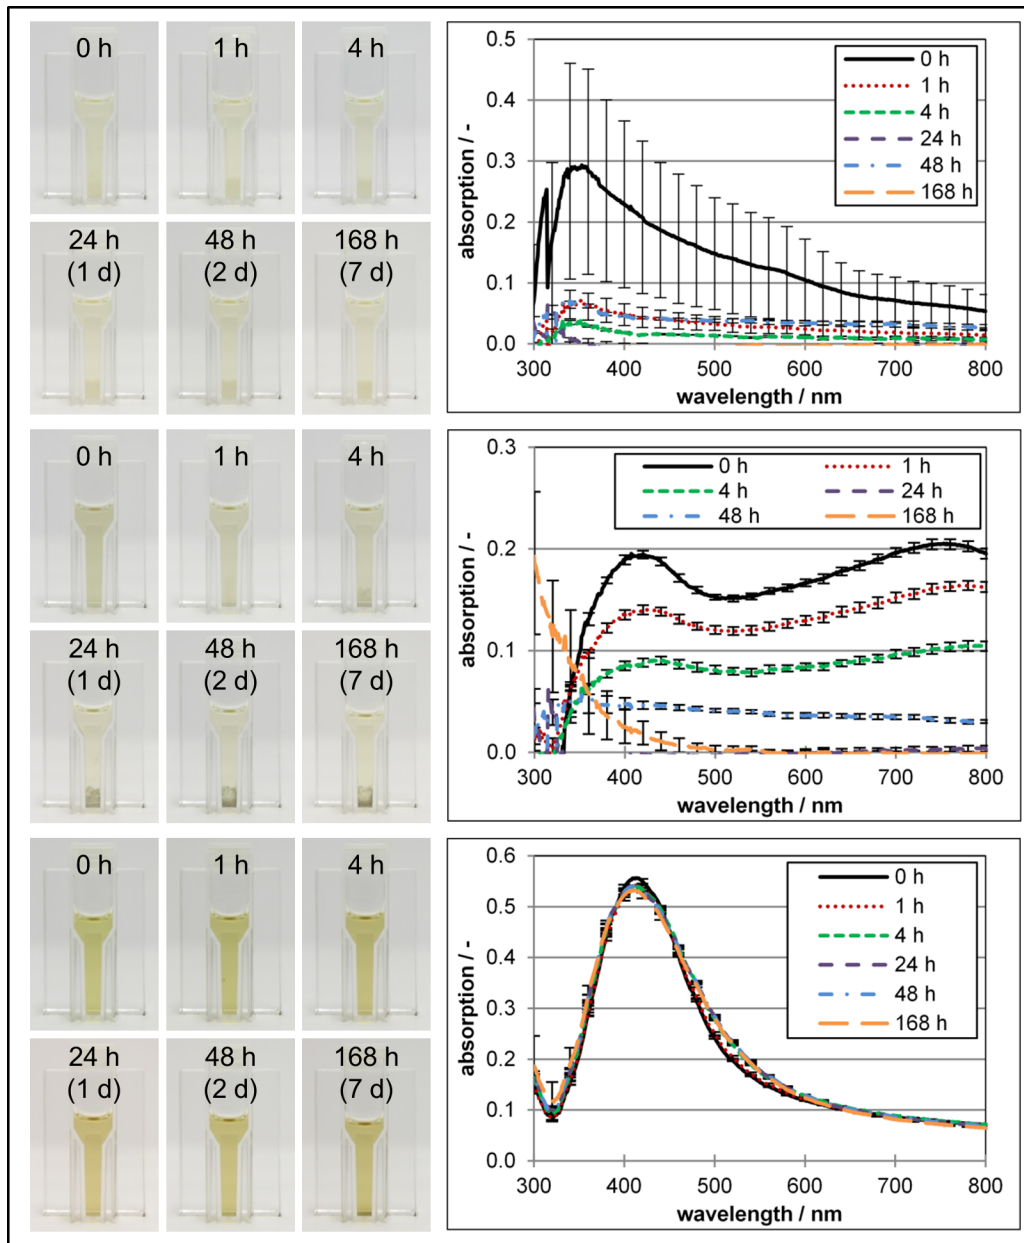 0 h
1 h
4 h
24 h
(1 d)
48 h
(2 d)
168 h
(7 d)
0.5
0.4
0.3
0.2
0.1
0.0
absorption / -
300
400
500
600
700
800
wavelength / nm
0 h
1 h
4 h
24 h
48 h
168 h
0 h
1 h
4 h
24 h
(1 d)
48 h
(2 d)
168 h
(7 d)
0.3
0.2
0.1
0.0
absorption / -
300
400
500
600
700
800
wavelength / nm
0 h
1 h
4 h
24 h
48 h
168 h
0 h
1 h
4 h
24 h
(1 d)
48 h
(2 d)
168 h
(7 d)
0.6
0.5
0.4
0.3
0.2
0.1
0.0
absorption / -
300
400
500
600
700
800
wavelength / nm
0 h
1 h
4 h
24 h
48 h
168 h